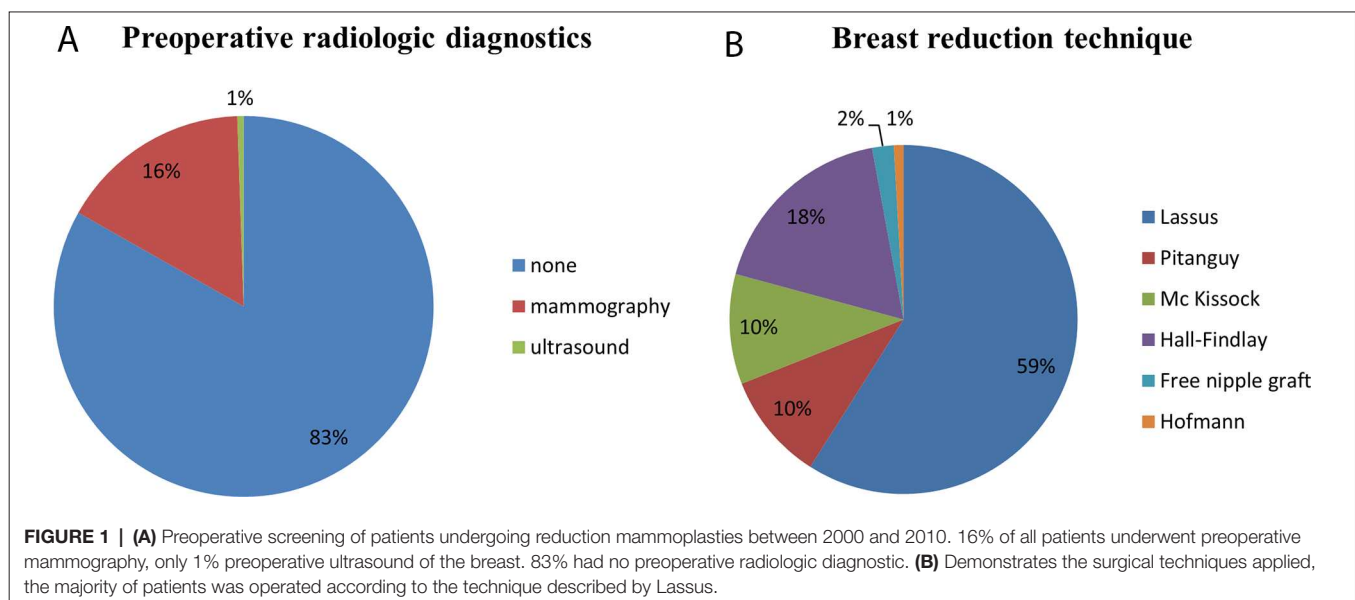 A
Preoperative radiologic diagnostics
1%
16%
83%
none
mammography
ultrasound
B
Breast reduction technique
2%
1%
18%
10%
10%
59%
Lassus
Pitanguy
Mc Kissock
Hall-Findlay
Free nipple graft
Hofmann
FIGURE 1 | (A) Preoperative screening of patients undergoing reduction mammoplasties between 2000 and 2010. 16% of all patients underwent preoperative
mammography, only 1% preoperative ultrasound of the breast. 83% had no preoperative radiologic diagnostic. (B) Demonstrates the surgical techniques applied,
the majority of patients was operated according to the technique described by Lassus.